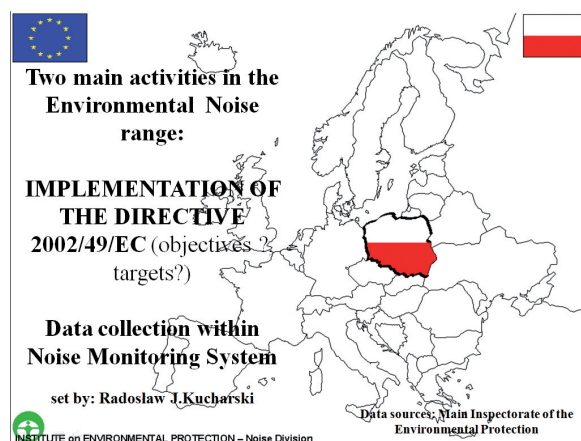 Two main activities in the
Environmental Noise
range:
IMPLEMENTATION OF
THE DIRECTIVE
2002/49/EC (objectives ?
targets?)
Data collection within
Noise Monitoring System
set by: Radosław J.Kucharski
Data sources: Main Inspectorate of the
Environmental Protection
INSTITUTE on ENVIRONMENTAL PROTECTION – Noise Division